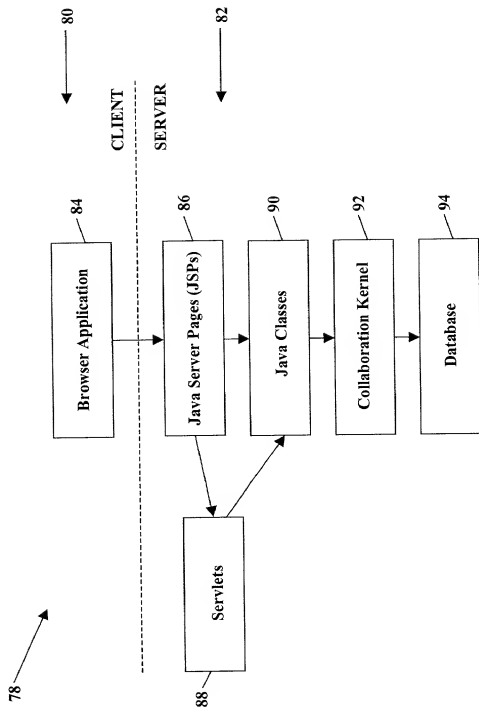 78
80
CLIENT
SERVER
82
84
Browser Application
86
Java Server Pages (JSPs)
Servlets
88
90
Java Classes
92
Collaboration Kernel
94
Database